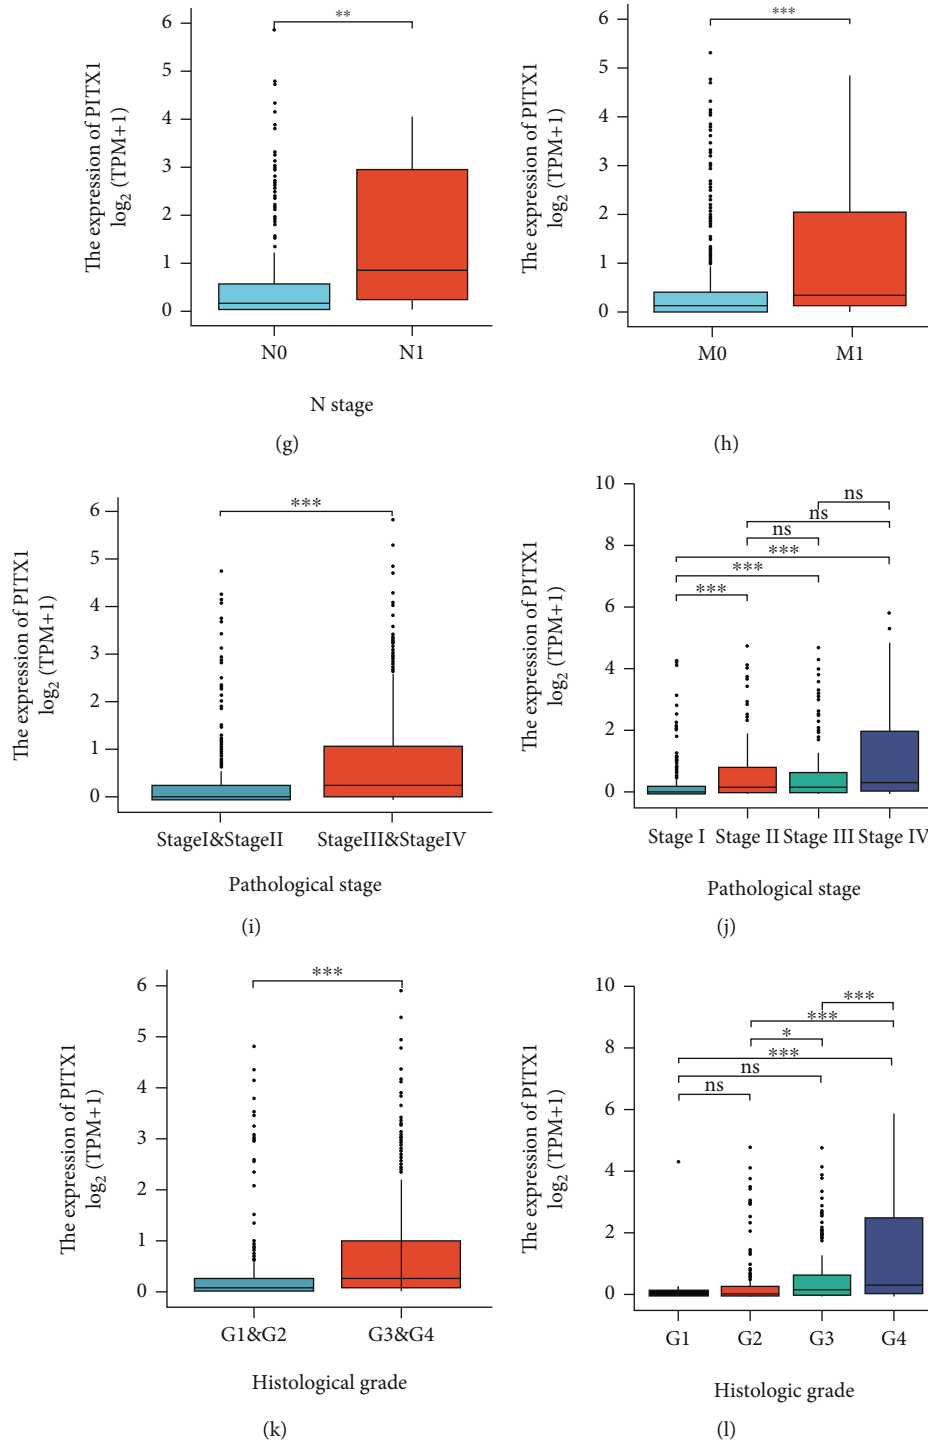 The expression of PITX1
log2 (TPM+1)
6
5
4
3
2
1
0
**
N0
N1
N stage
(g)
The expression of PITX1
log2 (TPM+1)
6
5
4
3
2
1
0
***
M0
M1
(h)
The expression of PITX1
log2 (TPM+1)
6
5
4
3
2
1
0
***
StageI&StageII
StageIII&StageIV
Pathological stage
(i)
The expression of PITX1
log2 (TPM+1)
10
8
6
4
2
0
ns
ns
ns
***
***
***
Stage I
Stage II
Stage III
Stage IV
Pathological stage
(j)
The expression of PITX1
log2 (TPM+1)
6
5
4
3
2
1
0
***
G1&G2
G3&G4
Histological grade
(k)
The expression of PITX1
log2 (TPM+1)
10
8
6
4
2
0
***
***
*
***
ns
ns
G1
G2
G3
G4
Histologic grade
(l)